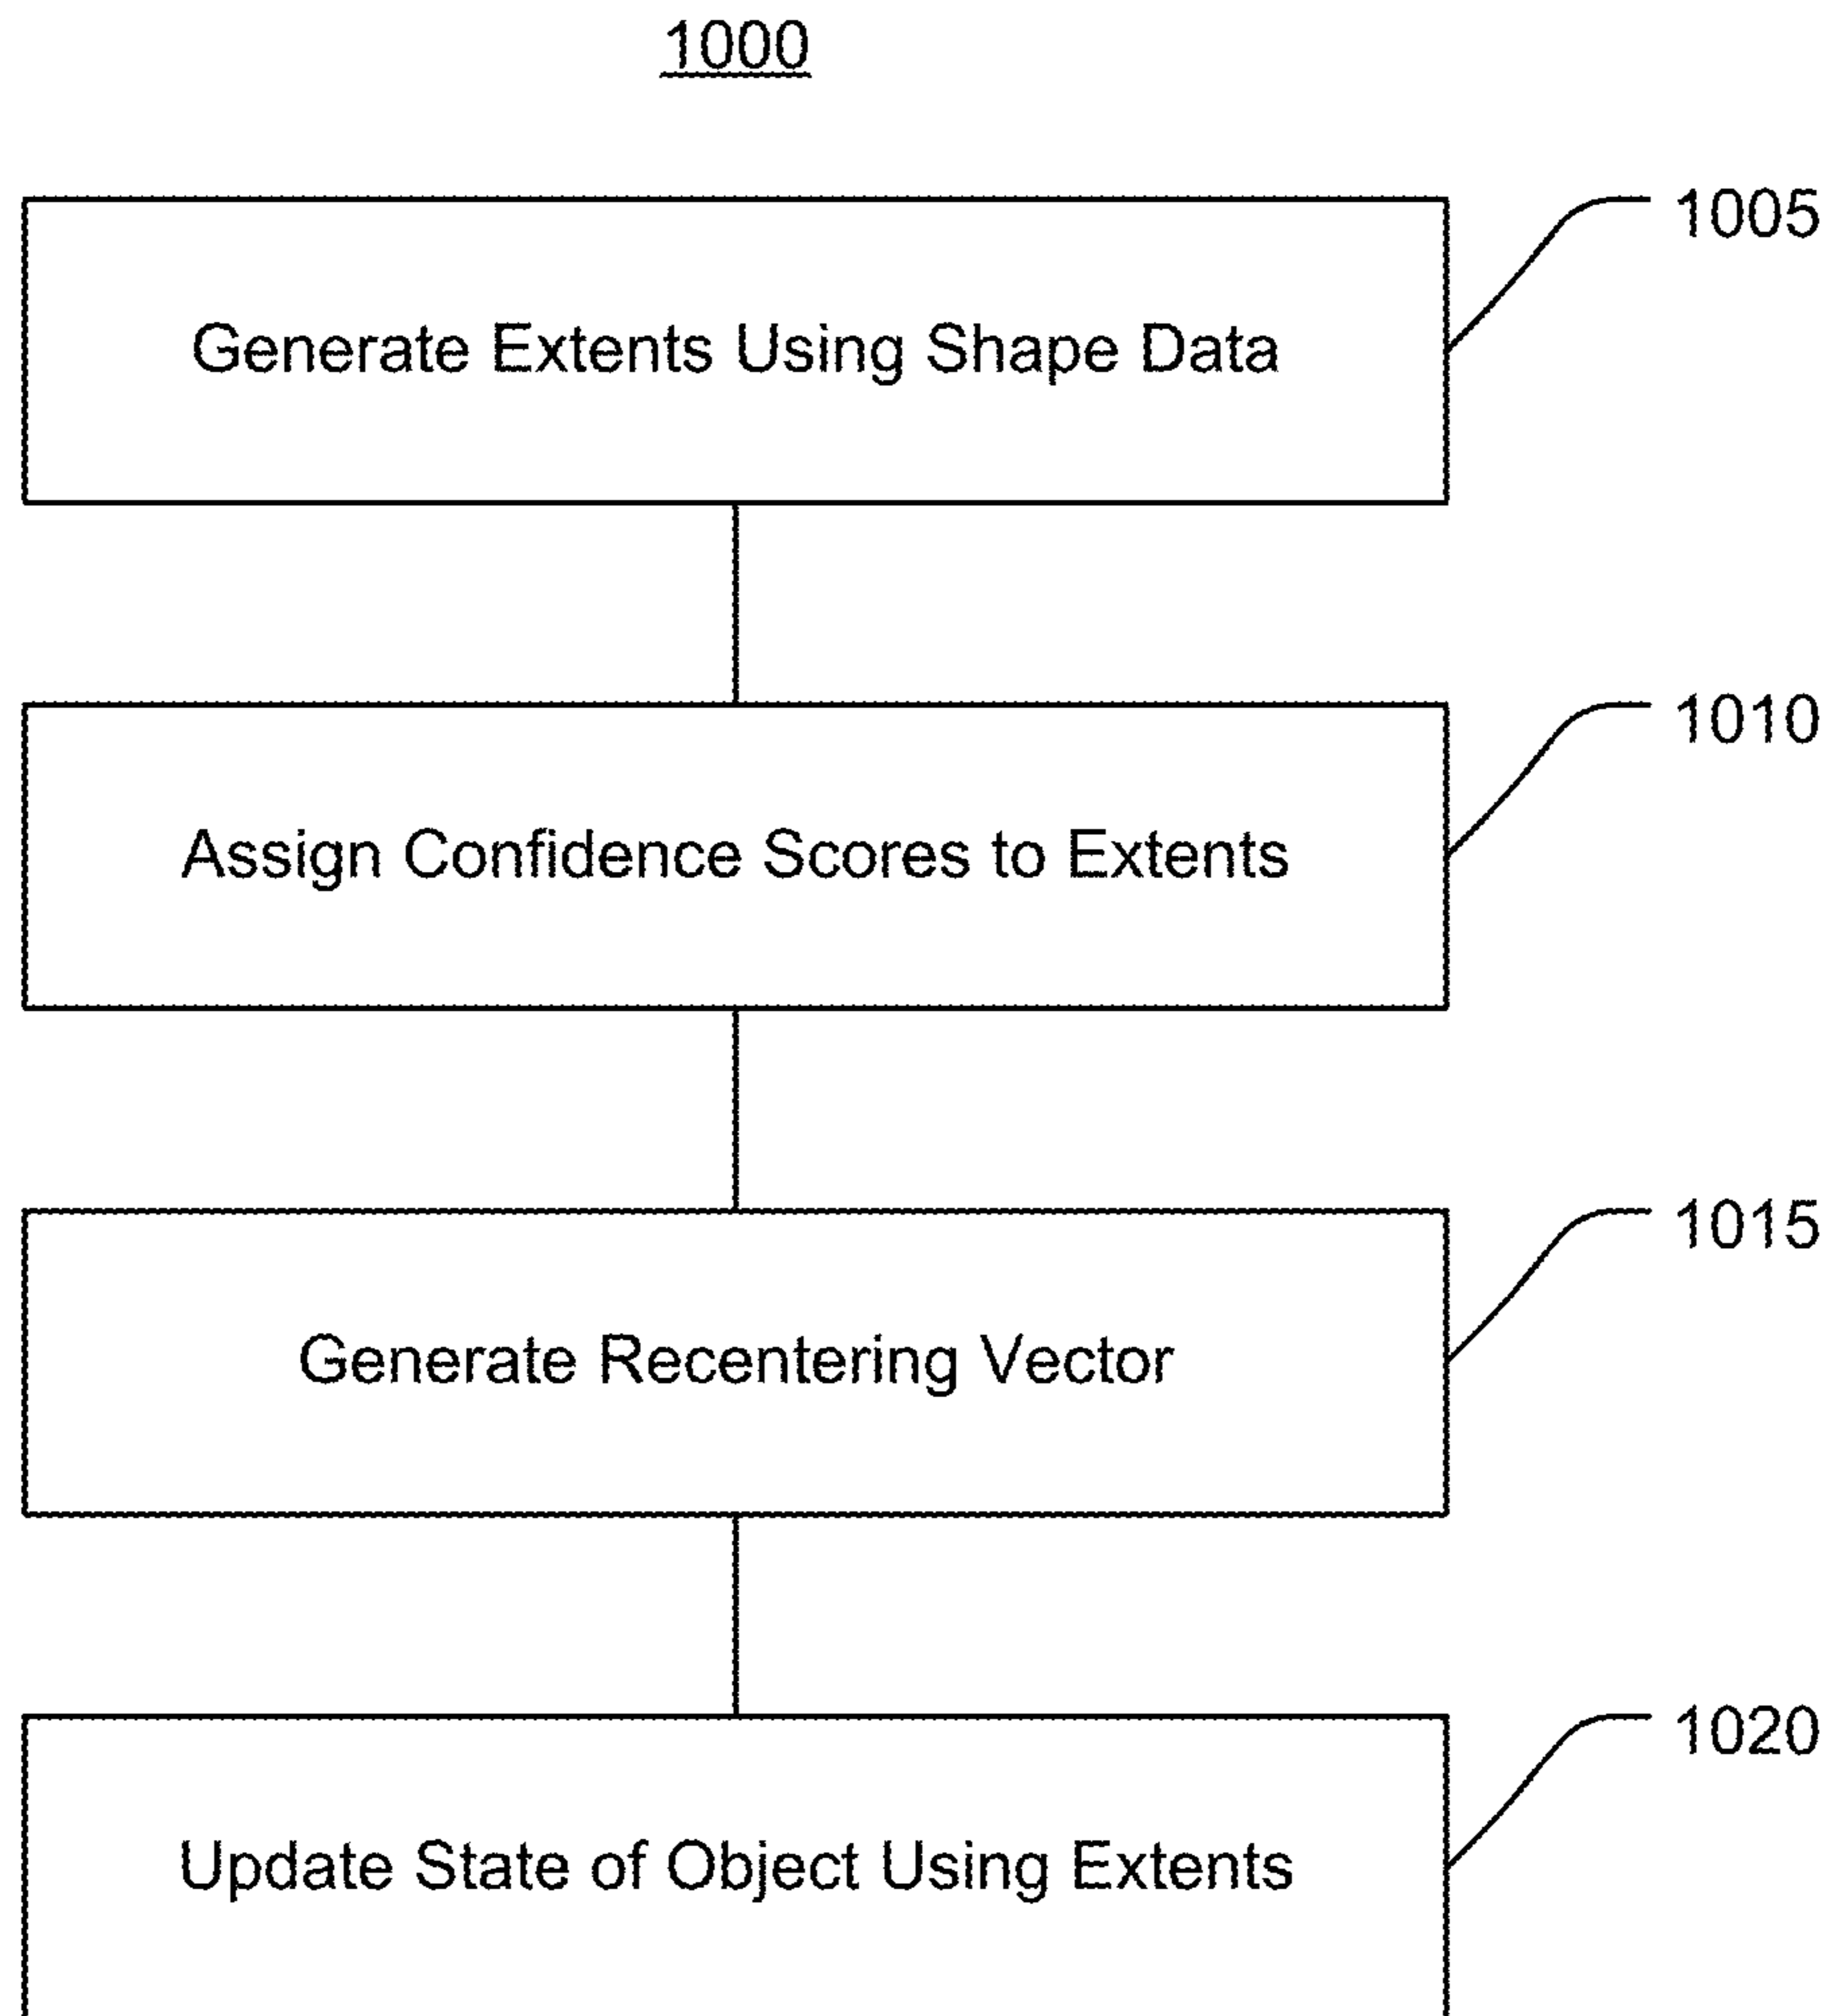 1000
Generate Extents Using Shape Data
1005
Assign Confidence Scores to Extents
1010
Generate Recentering Vector
1015
Update State of Object Using Extents
1020